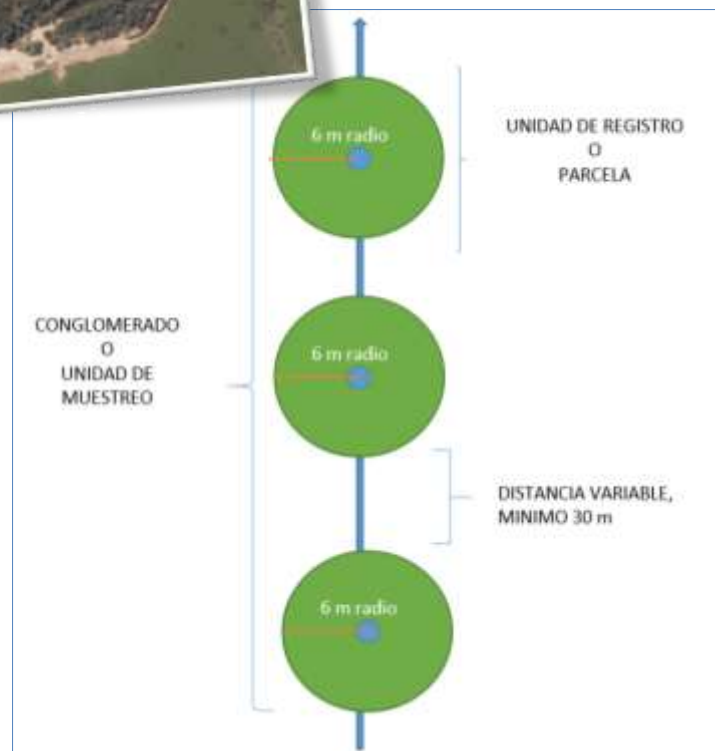 6 m radio
UNIDAD DE REGISTRO
O
PARCELA
CONGLOMERADO
O
UNIDAD DE
MUESTREO
6 m radio
DISTANCIA VARIABLE,
MINIMO 30 m
6 m radio